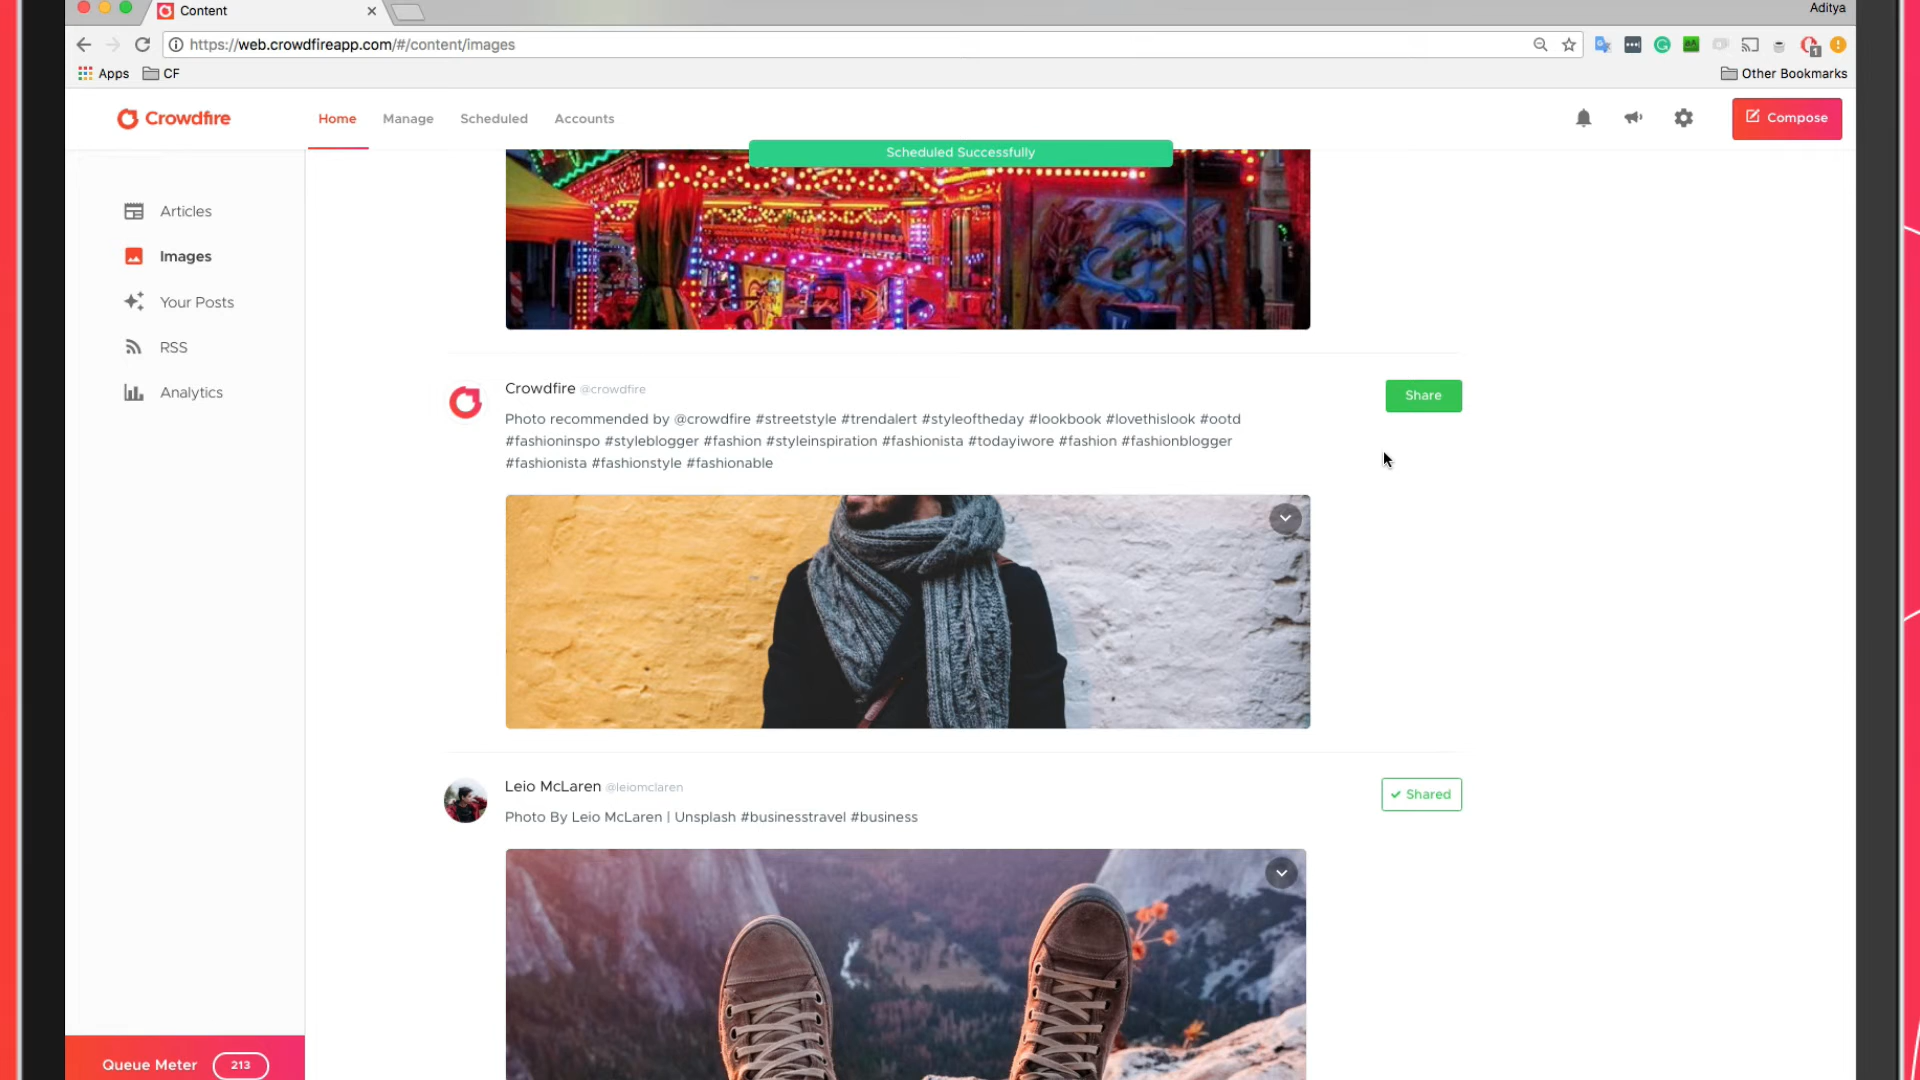 Content
Aditya
https://web.crowdfireapp.com/#/content/images
Apps CF Other Bookmarks
Crowdfire Home Manage Scheduled Accounts Compose
Scheduled Successfully
Articles
Images
Your Posts
RSS
Analytics
Crowdfire @crowdfire
Share
Photo recommended by @crowdfire #streetstyle #trendalert #styleoftheday #lookbook #lovethislook #ootd
#fashioninspo #styleblogger #fashion #styleinspiration #fashionista #todayiwore #fashion #fashionblogger
#fashionista #fashionstyle #fashionable
Leio McLaren @leiomclaren
Shared
Photo By Leio McLaren | Unsplash #businesstravel #business
Queue Meter 213